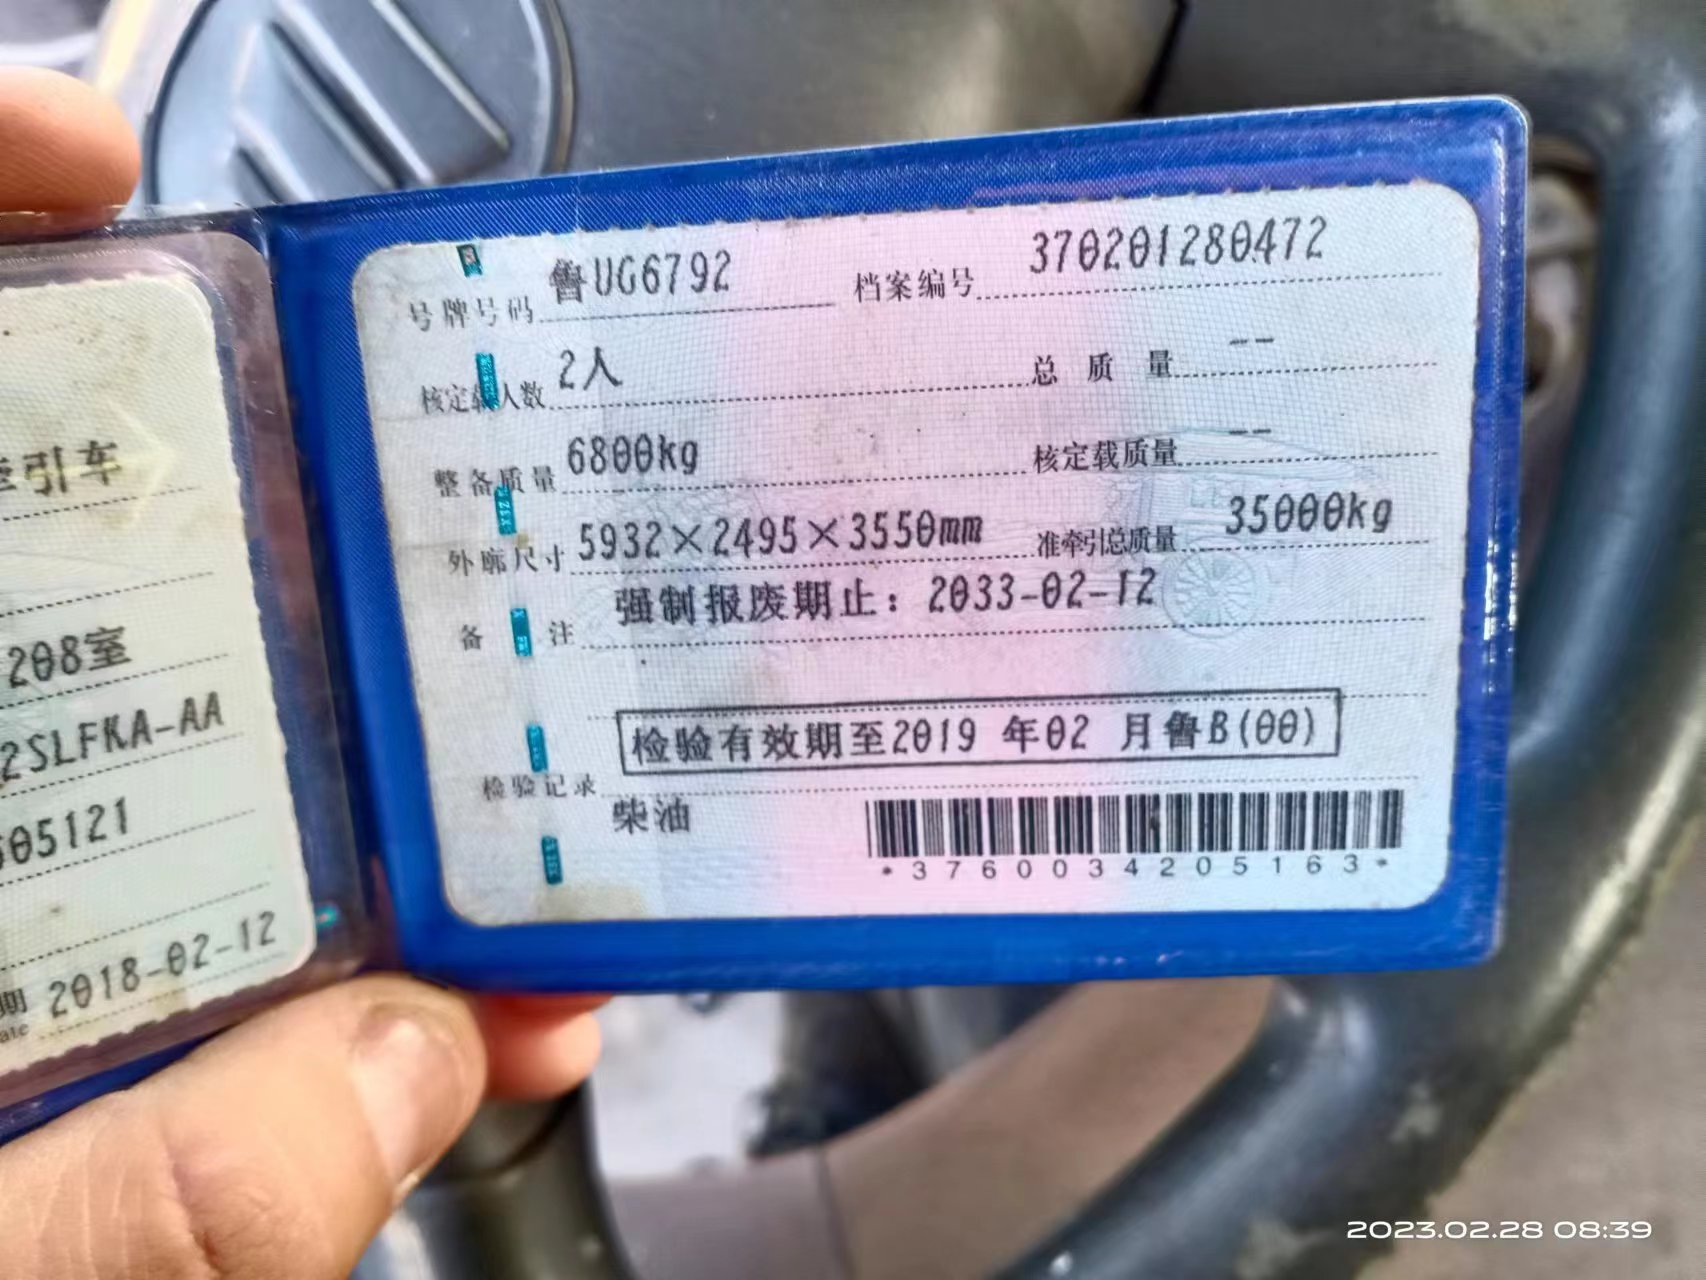 引车
208室
2SLFKA-AA
605121
期 2018-02-12
ate
号牌号码 鲁UG6792 档案编号 370201280472
核定载人数 2人 总质量 --
整备质量 6800kg 核定载质量 --
外廓尺寸 5932×2495×3550mm 准牵引总质量 35000kg
备注 强制报废期止：2033-02-12
检验有效期至2019 年02 月鲁B(00)
检验记录
柴油
*3760034205163*
2023.02.28 08:39